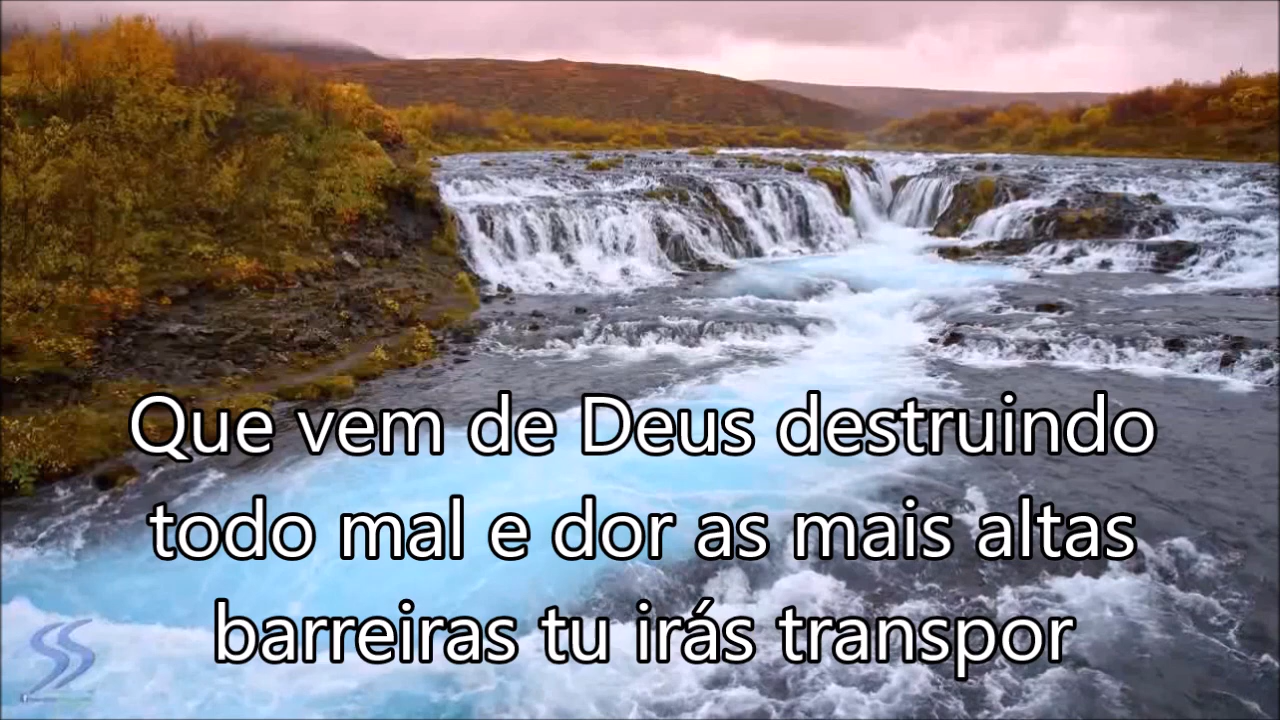 Que vem de Deus destruindo
todo mal e dor as mais altas
barreiras tu irás transpor